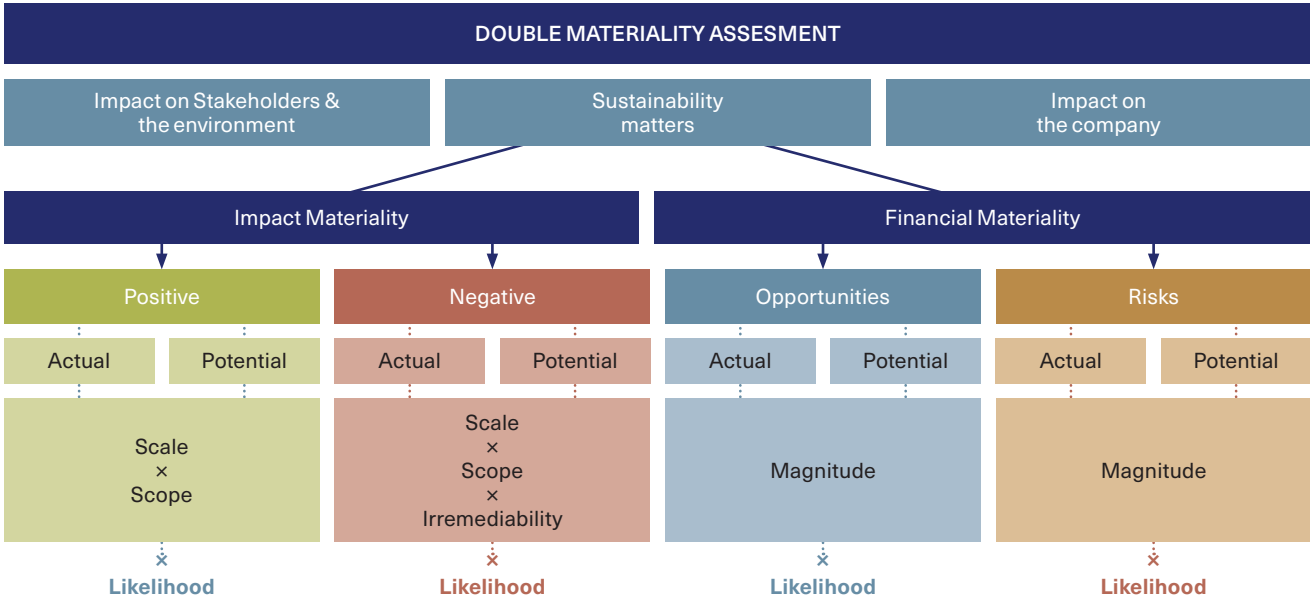 DOUBLE MATERIALITY ASSESMENT
Impact on Stakeholders &
the environment
Sustainability
matters
Impact on
the company
Impact Materiality
Financial Materiality
Positive
Negative
Opportunities
Risks
Actual
Potential
Actual
Potential
Actual
Potential
Actual
Potential
Scale
×
Scope
Scale
×
Scope
×
Irremediability
Magnitude
Magnitude
×
Likelihood
×
Likelihood
×
Likelihood
×
Likelihood